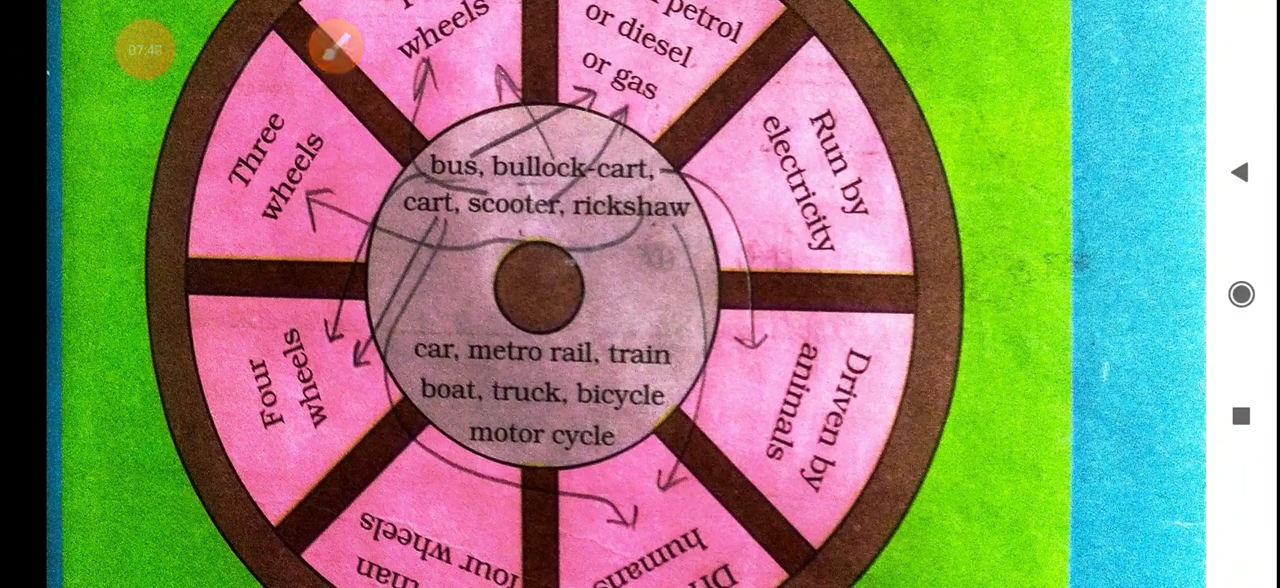 07:48
wheels
petrol
or diesel
or gas
Three
wheels
Run by
electricity
bus, bullock-cart,
cart, scooter, rickshaw
car, metro rail, train
boat, truck, bicycle
motor cycle
Four
wheels
Driven by
animals
than
four wheels
humans